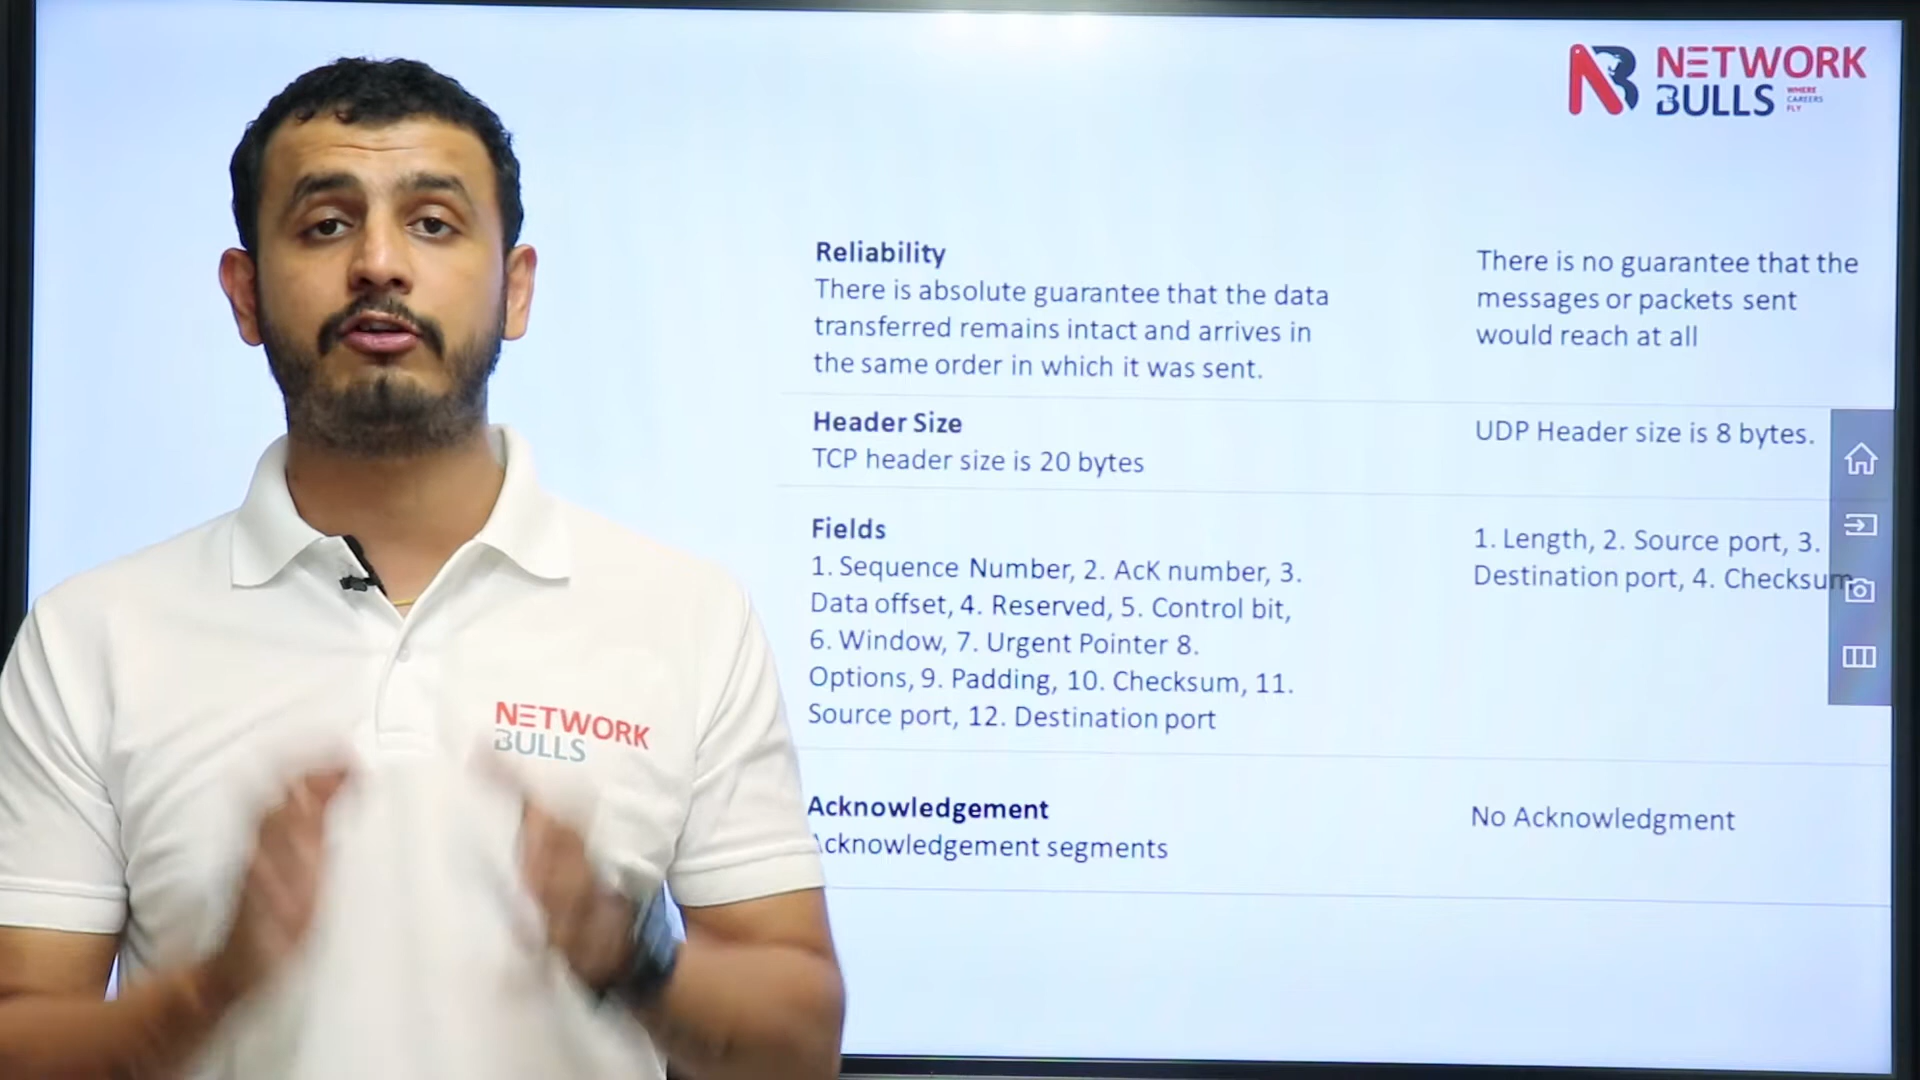 NETWORK
BULLS
WHERE
CAREERS
FLY
Reliability
There is absolute guarantee that the data
transferred remains intact and arrives in
the same order in which it was sent.
There is no guarantee that the
messages or packets sent
would reach at all
Header Size
TCP header size is 20 bytes
UDP Header size is 8 bytes.
Fields
1. Sequence Number, 2. AcK number, 3.
Data offset, 4. Reserved, 5. Control bit,
6. Window, 7. Urgent Pointer 8.
Options, 9. Padding, 10. Checksum, 11.
Source port, 12. Destination port
1. Length, 2. Source port, 3.
Destination port, 4. Checksum
Acknowledgement
Acknowledgement segments
No Acknowledgment
NETWORK
BULLS